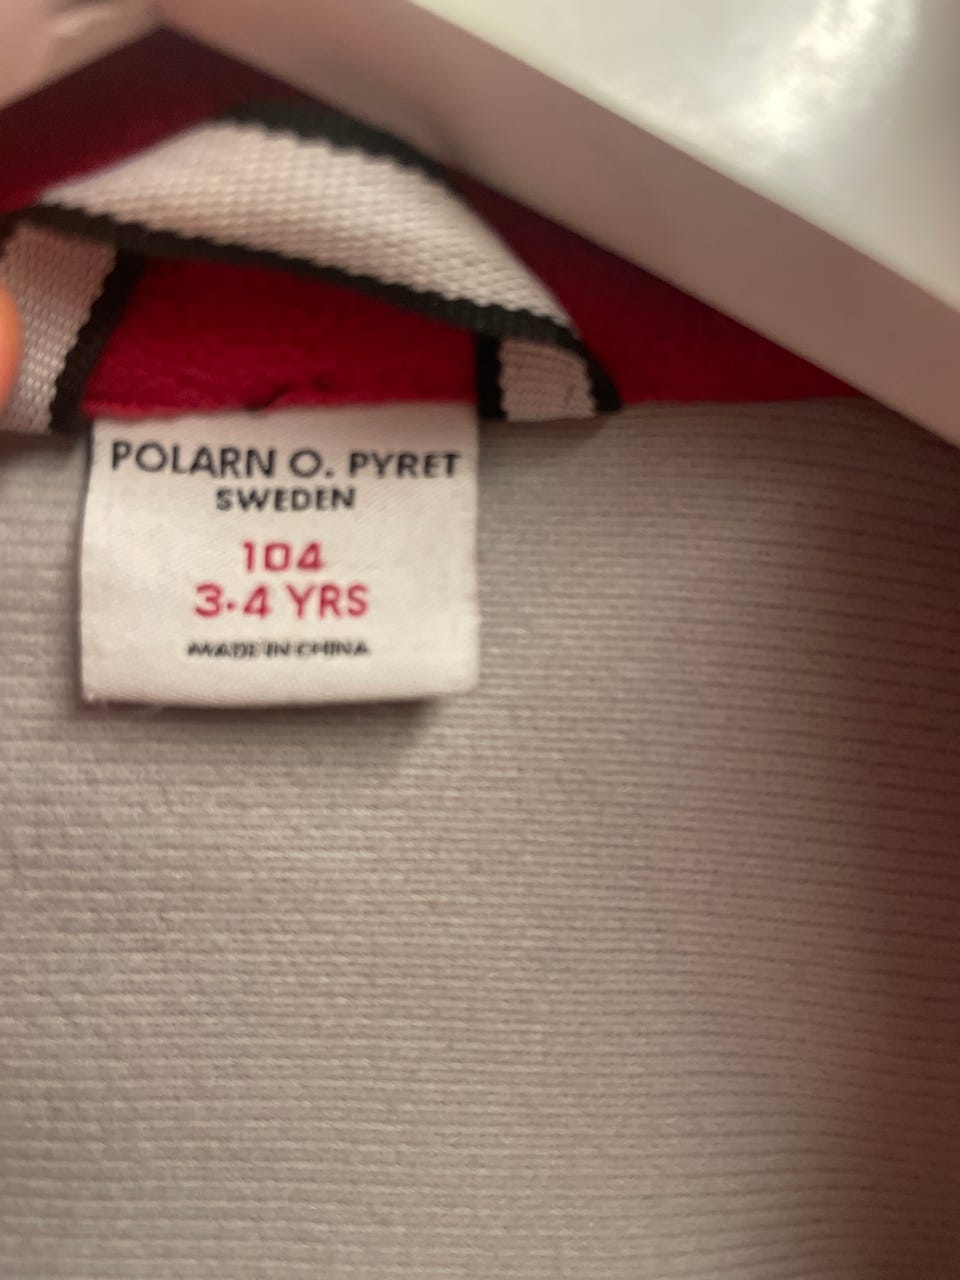 POLARN O. PYRET
SWEDEN
104
3-4 YRS
MADE IN CHINA